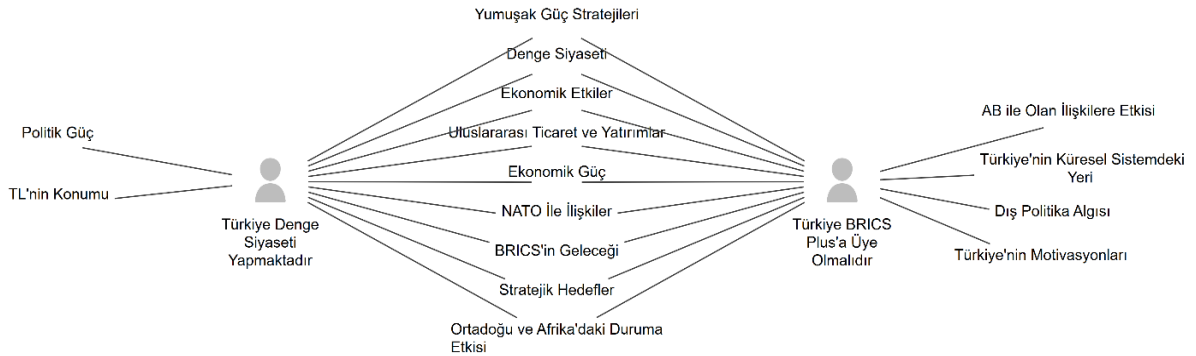 Yumuşak Güç Stratejileri
Denge Siyaseti
Ekonomik Etkiler
Uluslararası Ticaret ve Yatırımlar
Ekonomik Güç
NATO İle İlişkiler
BRICS'in Geleceği
Stratejik Hedefler
Ortadoğu ve Afrika'daki Duruma
Etkisi
Politik Güç
TL'nin Konumu
Türkiye Denge
Siyaseti
Yapmaktadır
Türkiye BRICS
Plus'a Üye
Olmalıdır
AB ile Olan İlişkilere Etkisi
Türkiye'nin Küresel Sistemdeki
Yeri
Dış Politika Algısı
Türkiye'nin Motivasyonları